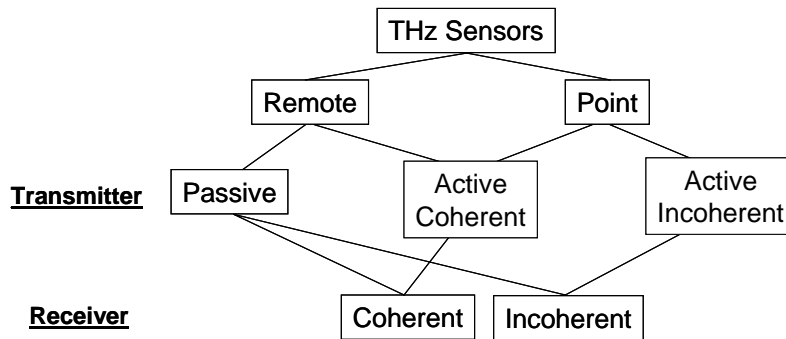 THz Sensors
Remote
Point
Transmitter
Passive
Active
Coherent
Active
Incoherent
Receiver
Coherent
Incoherent